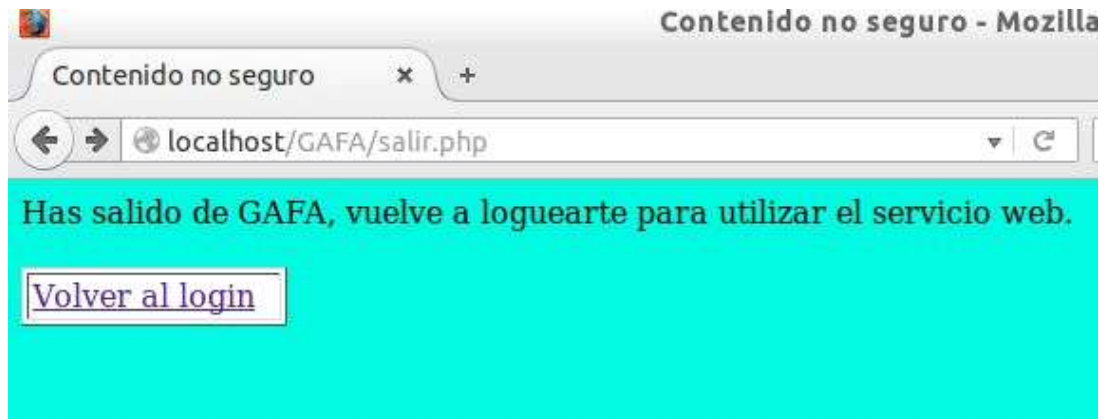 Contenido no seguro - Mozilla
Contenido no seguro
localhost/GAFA/salir.php
Has salido de GAFA, vuelve a loguearte para utilizar el servicio web.
Volver al login